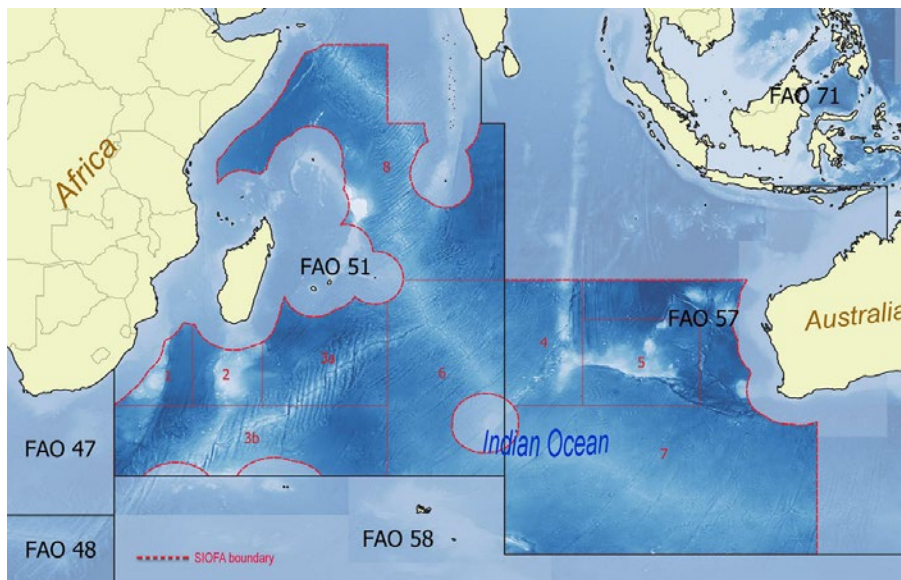 FAO 71
Africa
8
FAO 51
FAO 57
Australia
1
2
3a
4
5
6
3b
Indian Ocean
7
FAO 47
FAO 48
FAO 58
SIOFA boundary